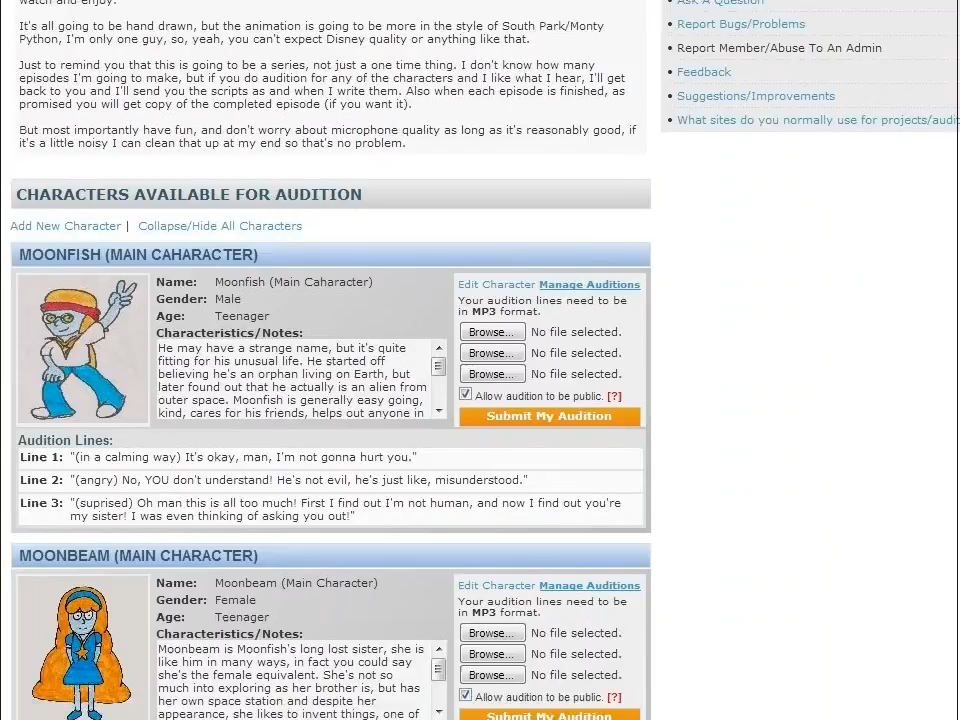 watch and enjoy.
It's all going to be hand drawn, but the animation is going to be more in the style of South Park/Monty
Python, I'm only one guy, so, yeah, you can't expect Disney quality or anything like that.
Just to remind you that this is going to be a series, not just a one time thing. I don't know how many
episodes I'm going to make, but if you do audition for any of the characters and I like what I hear, I'll get
back to you and I'll send you the scripts as and when I write them. Also when each episode is finished, as
promised you will get copy of the completed episode (if you want it).
But most importantly have fun, and don't worry about microphone quality as long as it's reasonably good, if
it's a little noisy I can clean that up at my end so that's no problem.
• Ask A Question
• Report Bugs/Problems
• Report Member/Abuse To An Admin
• Feedback
• Suggestions/Improvements
• What sites do you normally use for projects/audit
CHARACTERS AVAILABLE FOR AUDITION
Add New Character | Collapse/Hide All Characters
MOONFISH (MAIN CAHARACTER)
Name: Moonfish (Main Caharacter)
Gender: Male
Age: Teenager
Characteristics/Notes:
He may have a strange name, but it's quite
fitting for his unusual life. He started off
believing he's an orphan living on Earth, but
later found out that he actually is an alien from
outer space. Moonfish is generally easy going,
kind, cares for his friends, helps out anyone in
Edit Character Manage Auditions
Your audition lines need to be
in MP3 format.
Browse... No file selected.
Browse... No file selected.
Browse... No file selected.
Allow audition to be public. [?]
Submit My Audition
Audition Lines:
Line 1: "(in a calming way) It's okay, man, I'm not gonna hurt you."
Line 2: "(angry) No, YOU don't understand! He's not evil, he's just like, misunderstood."
Line 3: "(suprised) Oh man this is all too much! First I find out I'm not human, and now I find out you're
my sister! I was even thinking of asking you out!"
MOONBEAM (MAIN CHARACTER)
Name: Moonbeam (Main Character)
Gender: Female
Age: Teenager
Characteristics/Notes:
Moonbeam is Moonfish's long lost sister, she is
like him in many ways, in fact you could say
she's the female equivalent. She's not so
much into exploring as her brother is, but has
her own space station and despite her
appearance, she likes to invent things, one of
Edit Character Manage Auditions
Your audition lines need to be
in MP3 format.
Browse... No file selected.
Browse... No file selected.
Browse... No file selected.
Allow audition to be public. [?]
Submit My Audition